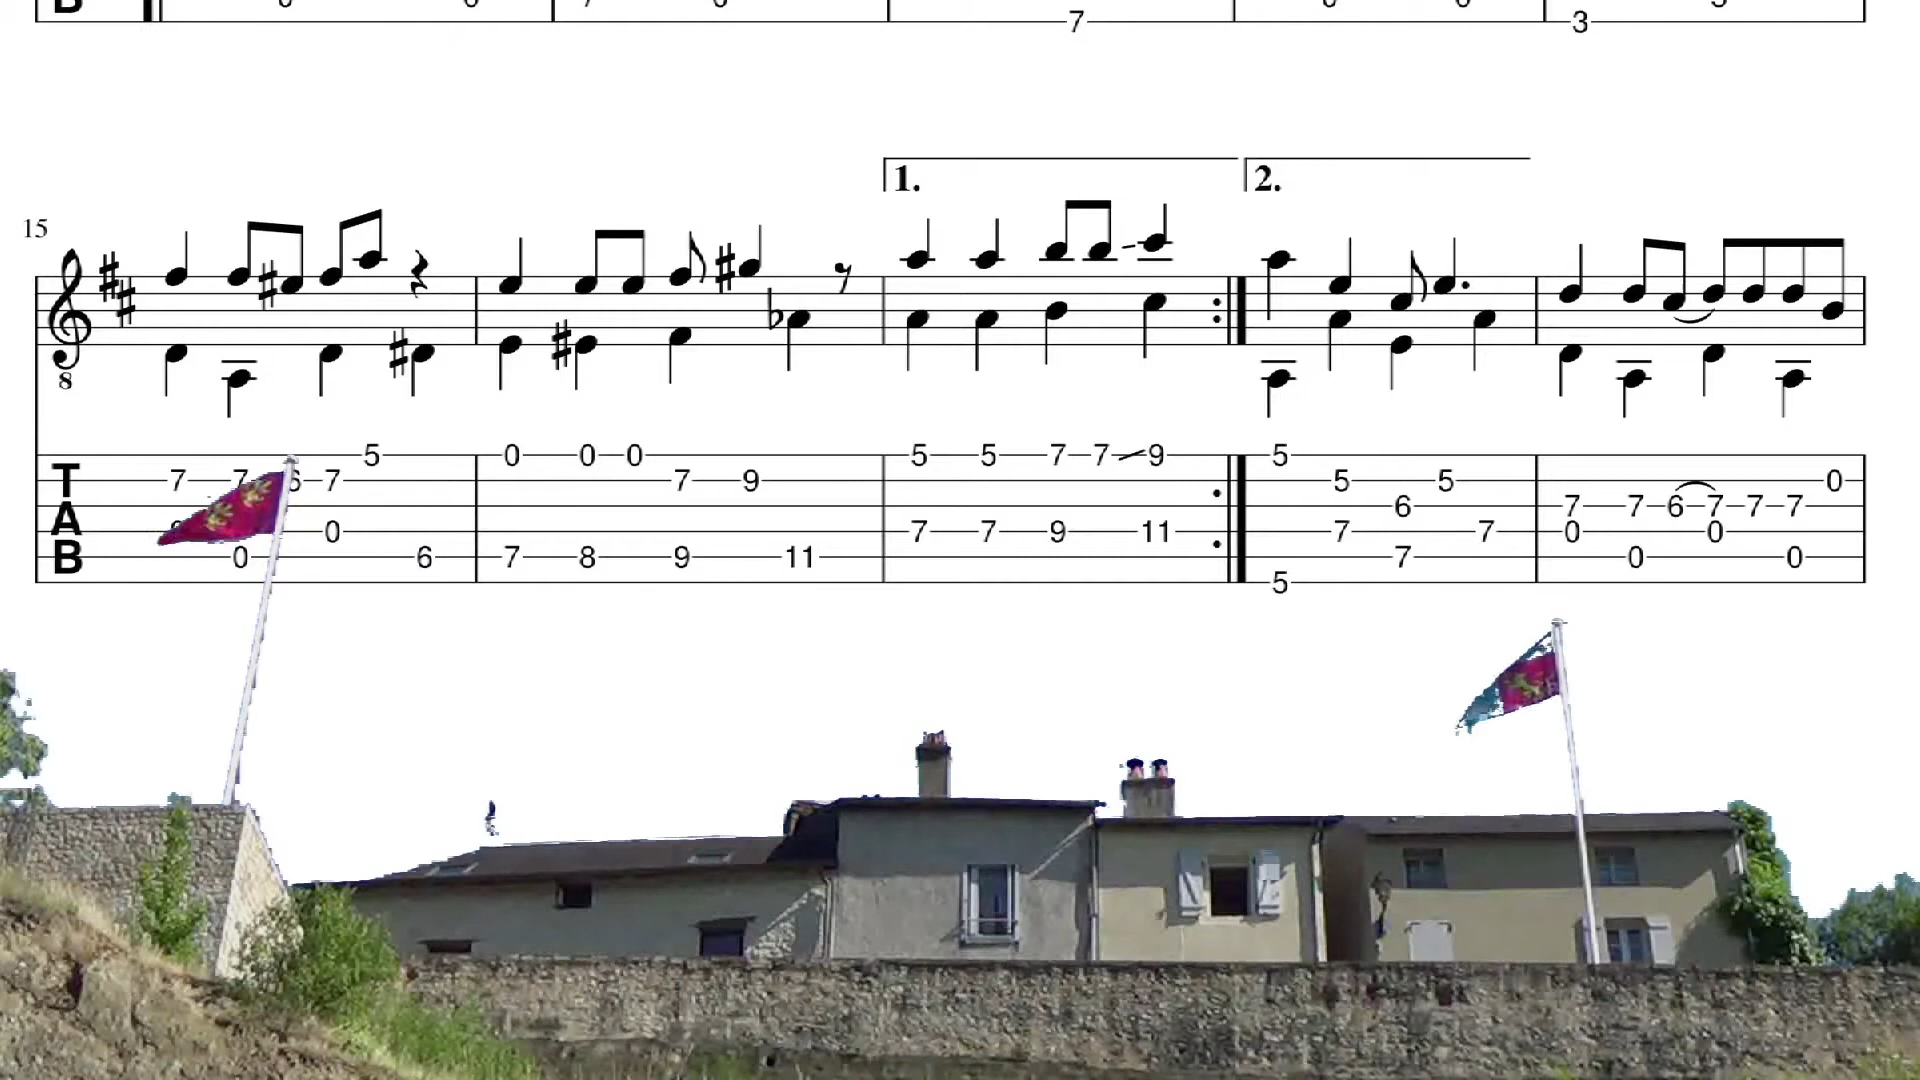 7 3
1. 2.
15
8
5 0 0 0 5 5 7 7 9 5
T 7 7 6 7 7 9 5 5 0
6 7 7 6 7 7 7
A 0 7 7 9 11 7 7 0 0
B 0 6 7 8 9 11 7 0 0
5